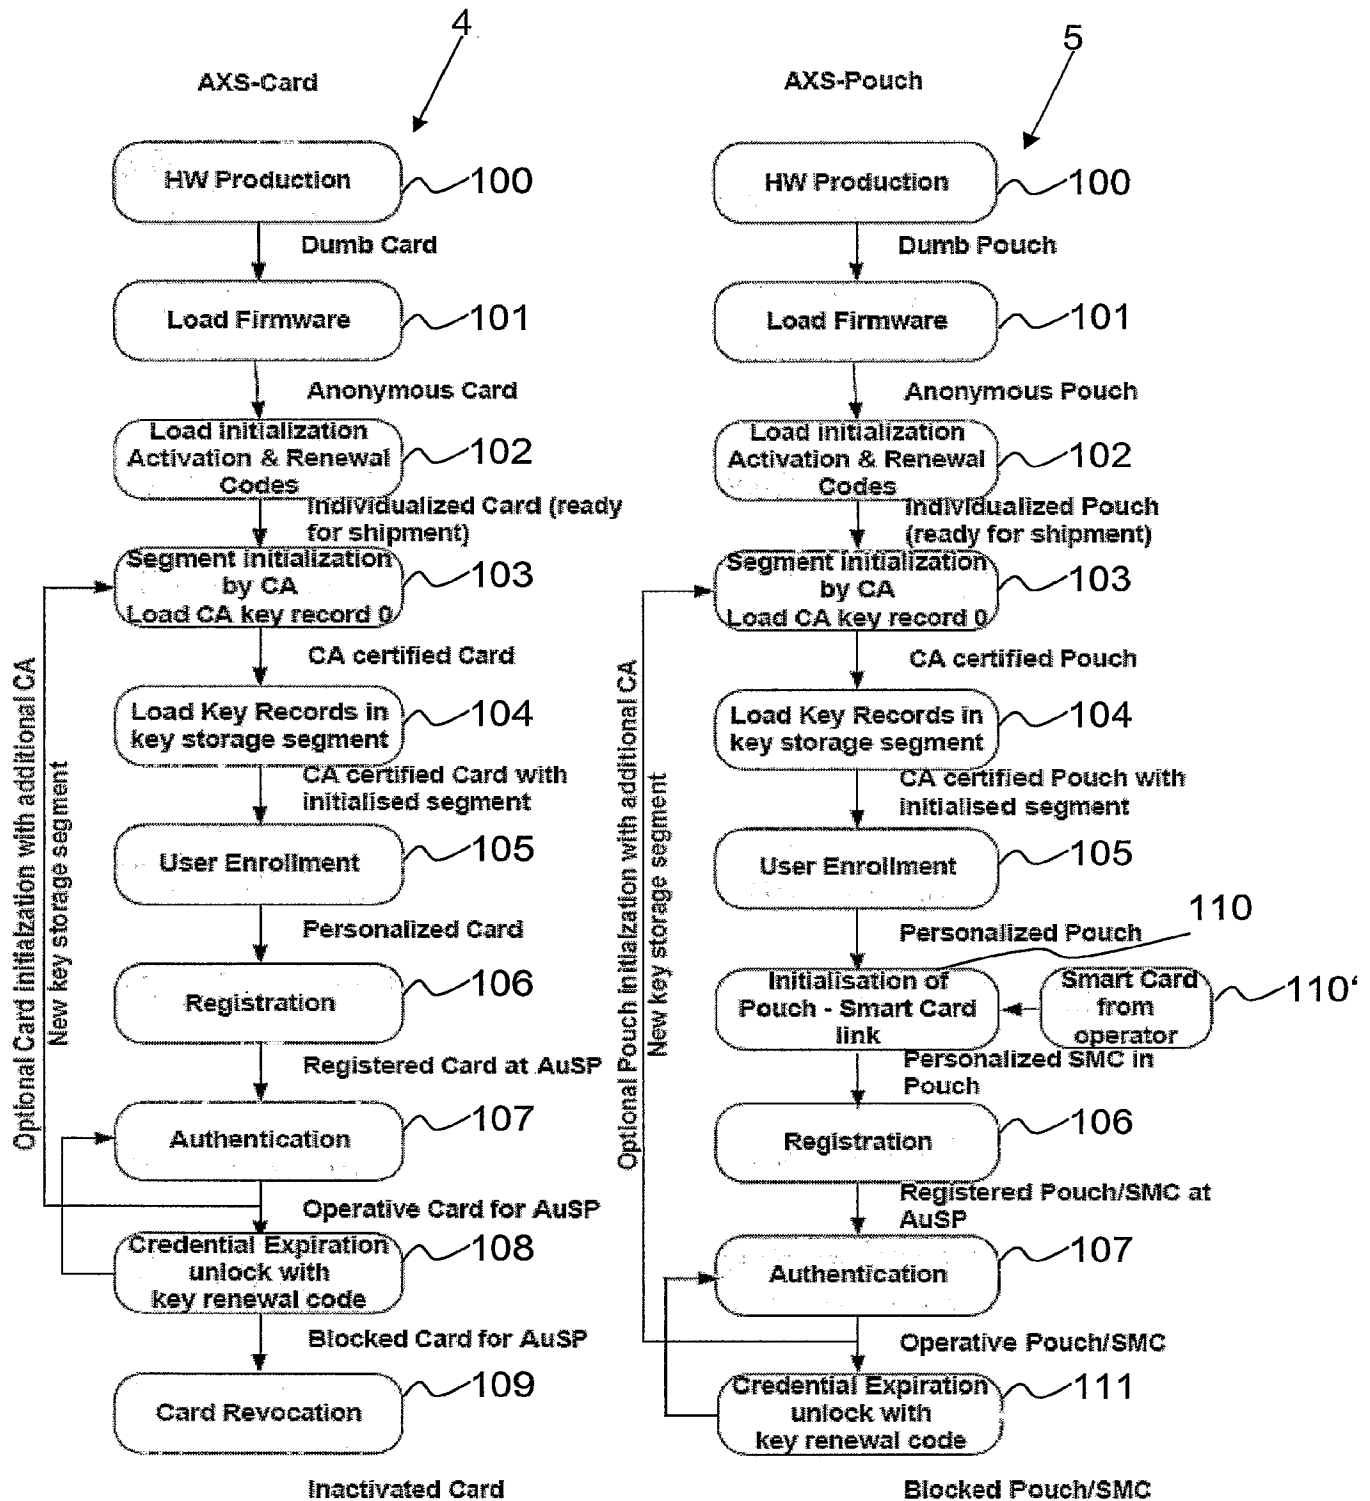 4
AXS-Card
HW Production
100
Dumb Card
Load Firmware
101
Anonymous Card
Load initialization
Activation & Renewal
Codes
102
Individualized Card (ready
for shipment)
Segment initialization
by CA
Load CA key record 0
103
CA certified Card
Load Key Records in
key storage segment
104
CA certified Card with
initialised segment
User Enrollment
105
Personalized Card
Registration
106
Registered Card at AuSP
Authentication
107
Operative Card for AuSP
Credential Expiration
unlock with
key renewal code
108
Blocked Card for AuSP
Card Revocation
109
Inactivated Card
Optional Card initialzation with additional CA
New key storage segment
5
AXS-Pouch
HW Production
100
Dumb Pouch
Load Firmware
101
Anonymous Pouch
Load initialization
Activation & Renewal
Codes
102
Individualized Pouch
(ready for shipment)
Segment initialization
by CA
Load CA key record 0
103
CA certified Pouch
Load Key Records in
key storage segment
104
CA certified Pouch with
initialised segment
User Enrollment
105
Personalized Pouch
110
Initialisation of
Pouch - Smart Card
link
Smart Card
from
operator
110‘
Personalized SMC in
Pouch
Registration
106
Registered Pouch/SMC at
AuSP
Authentication
107
Operative Pouch/SMC
Credential Expiration
unlock with
key renewal code
111
Blocked Pouch/SMC
Optional Pouch initialzation with additional CA
New key storage segment